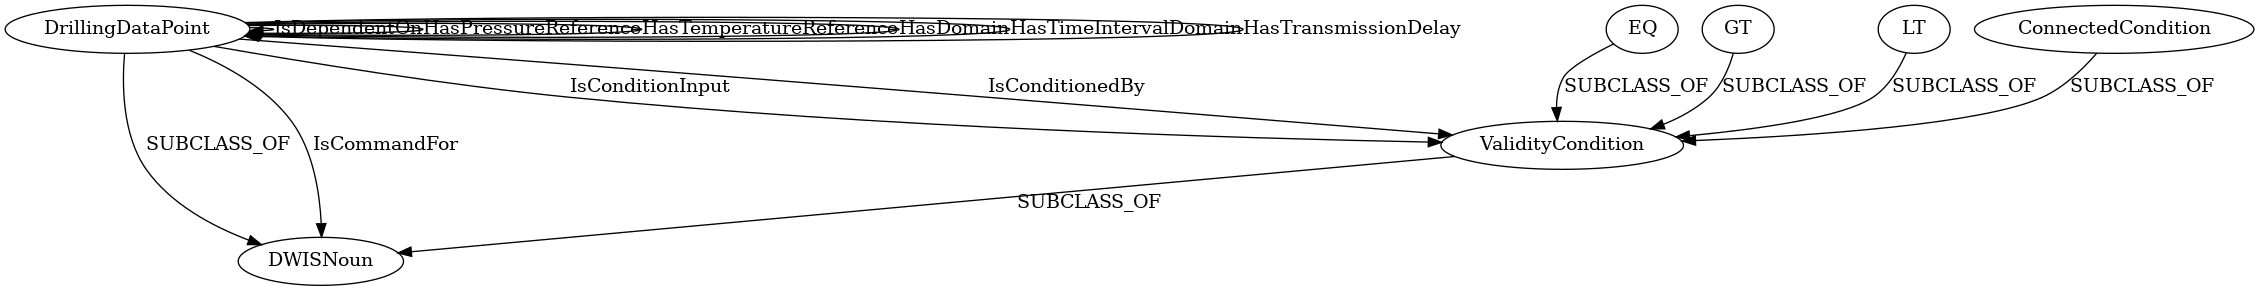 DrillingDataPoint
IsDependentOn
HasPressureReference
HasTemperatureReference
HasDomain
HasTimeIntervalDomain
HasTransmissionDelay
EQ
GT
LT
ConnectedCondition
IsConditionInput
IsConditionedBy
SUBCLASS_OF
SUBCLASS_OF
SUBCLASS_OF
SUBCLASS_OF
SUBCLASS_OF
IsCommandFor
ValidityCondition
SUBCLASS_OF
DWISNoun